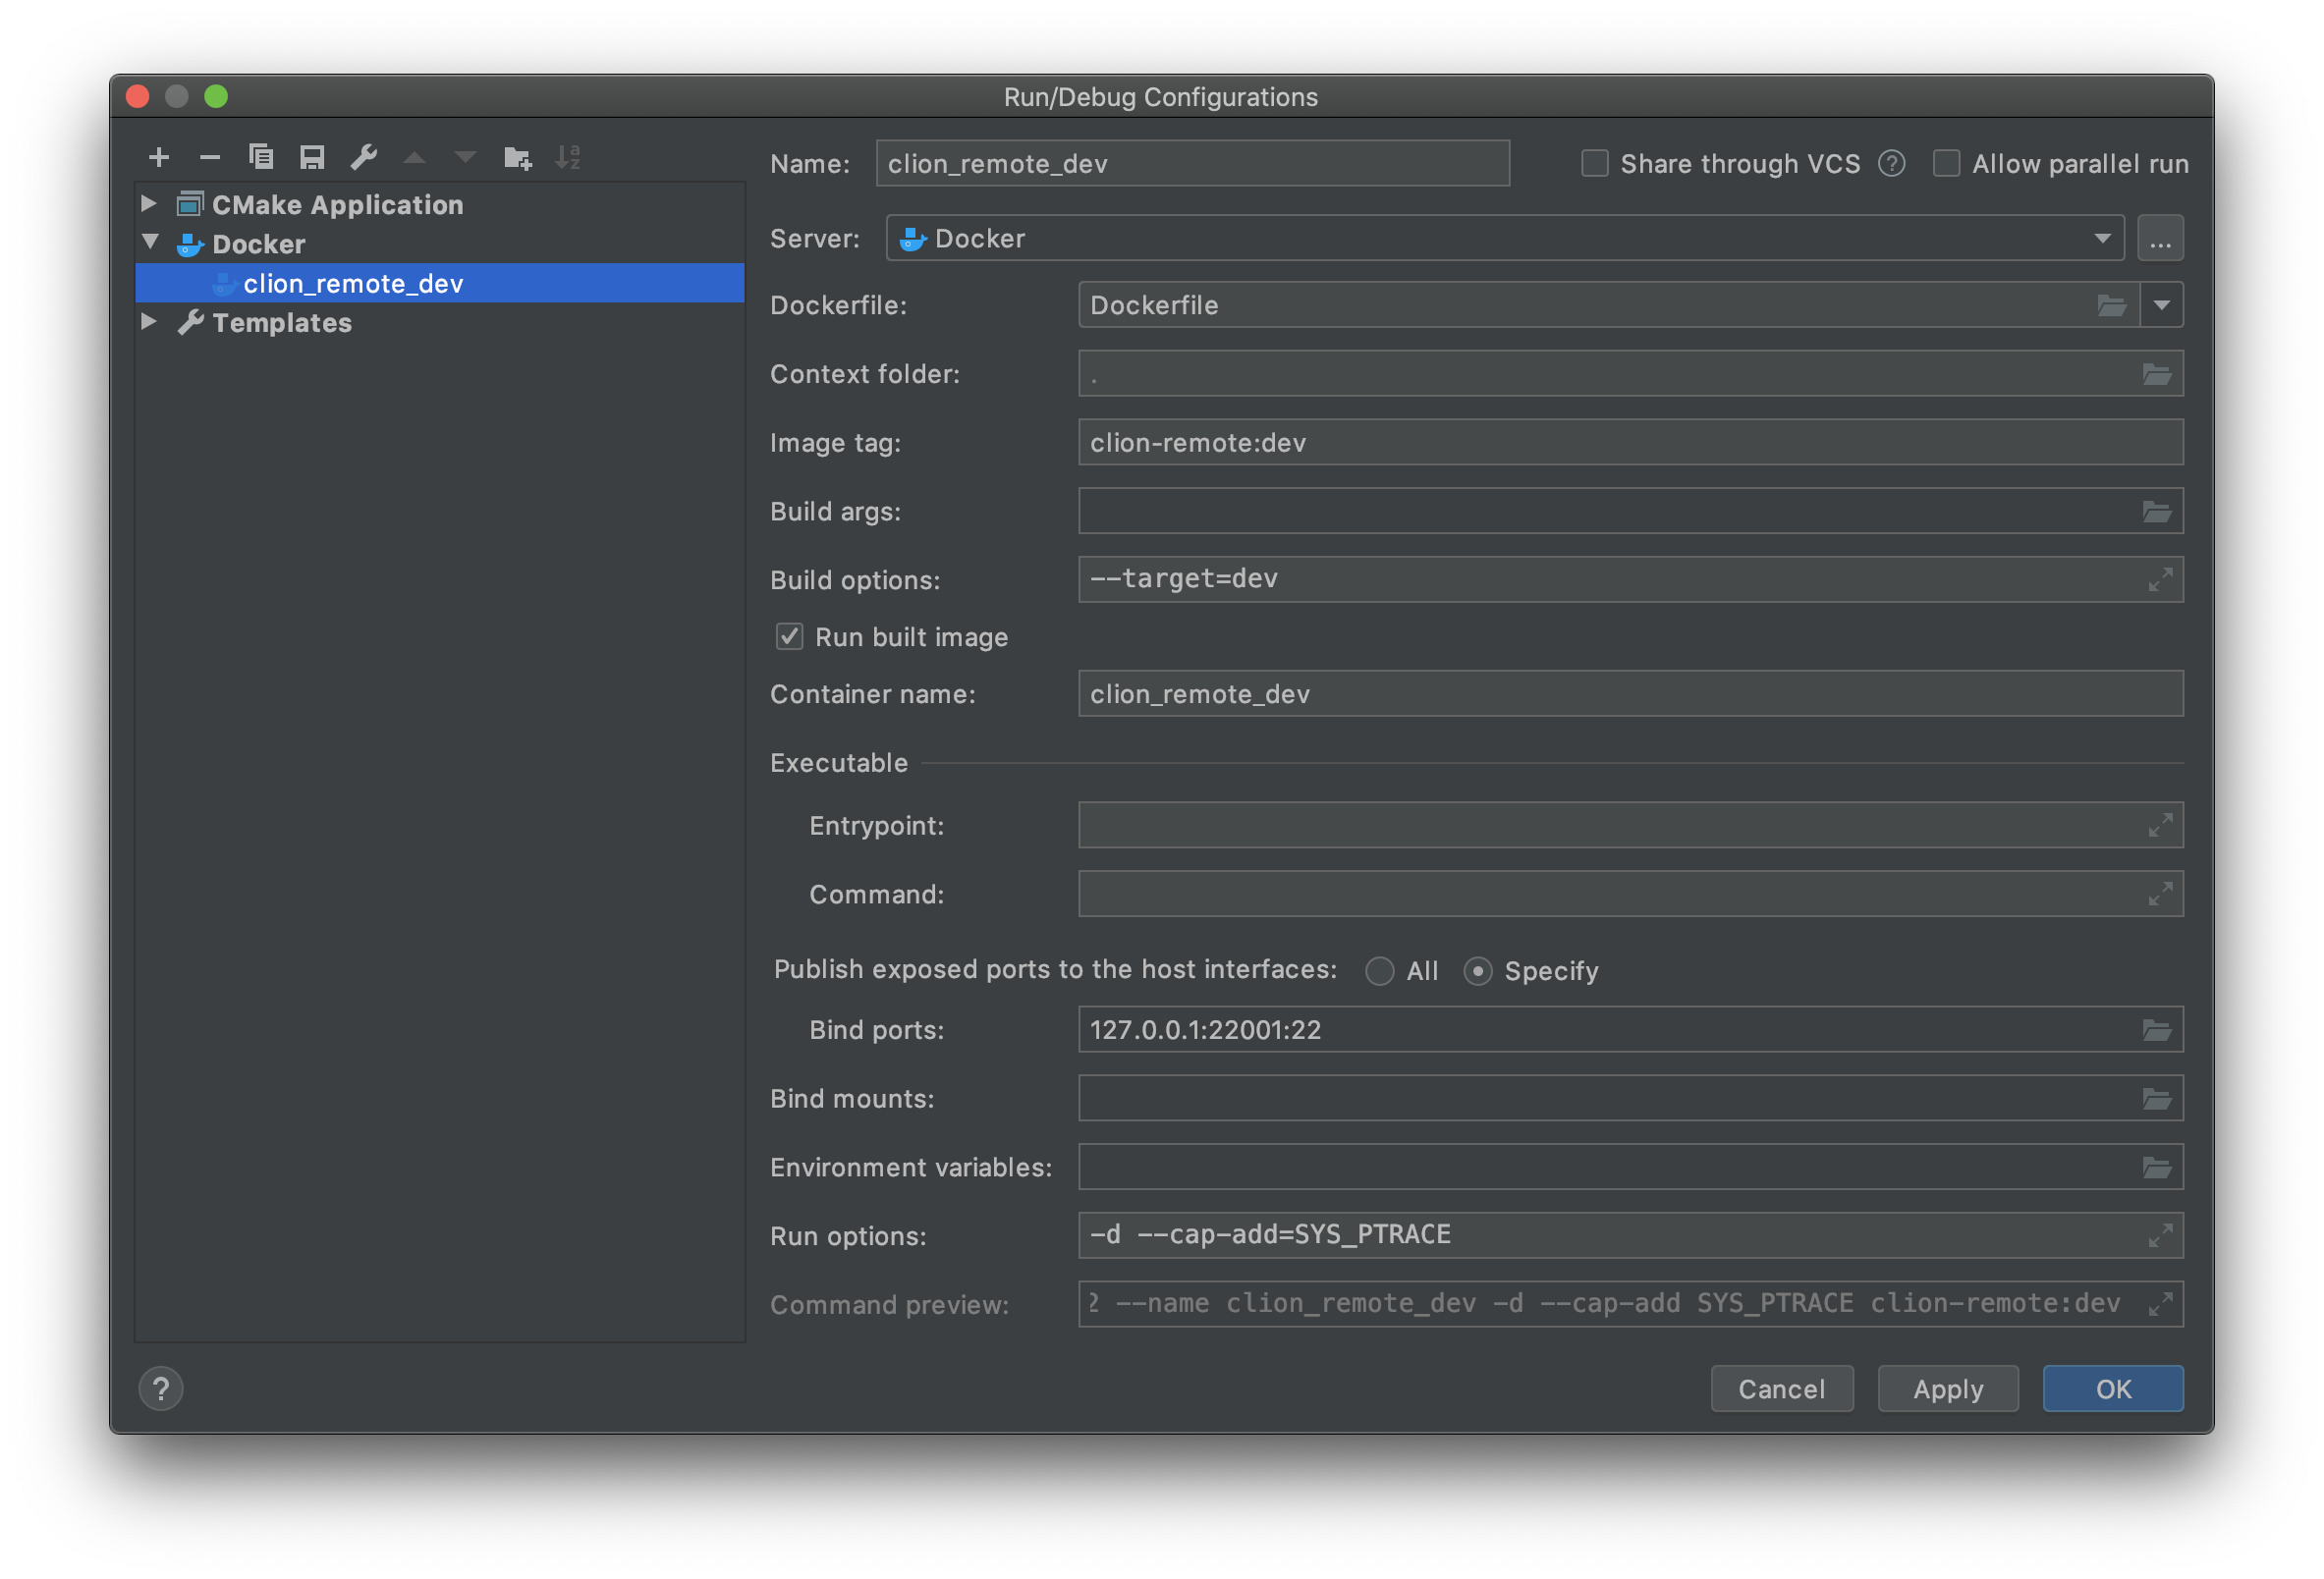 Run/Debug Configurations
CMake Application
Docker
clion_remote_dev
Templates
Name: clion_remote_dev Share through VCS ? Allow parallel run
Server: Docker ...
Dockerfile: Dockerfile
Context folder: .
Image tag: clion-remote:dev
Build args:
Build options: --target=dev
Run built image
Container name: clion_remote_dev
Executable
Entrypoint:
Command:
Publish exposed ports to the host interfaces: All Specify
Bind ports: 127.0.0.1:22001:22
Bind mounts:
Environment variables:
Run options: -d --cap-add=SYS_PTRACE
Command preview: 2 --name clion_remote_dev -d --cap-add SYS_PTRACE clion-remote:dev
? Cancel Apply OK